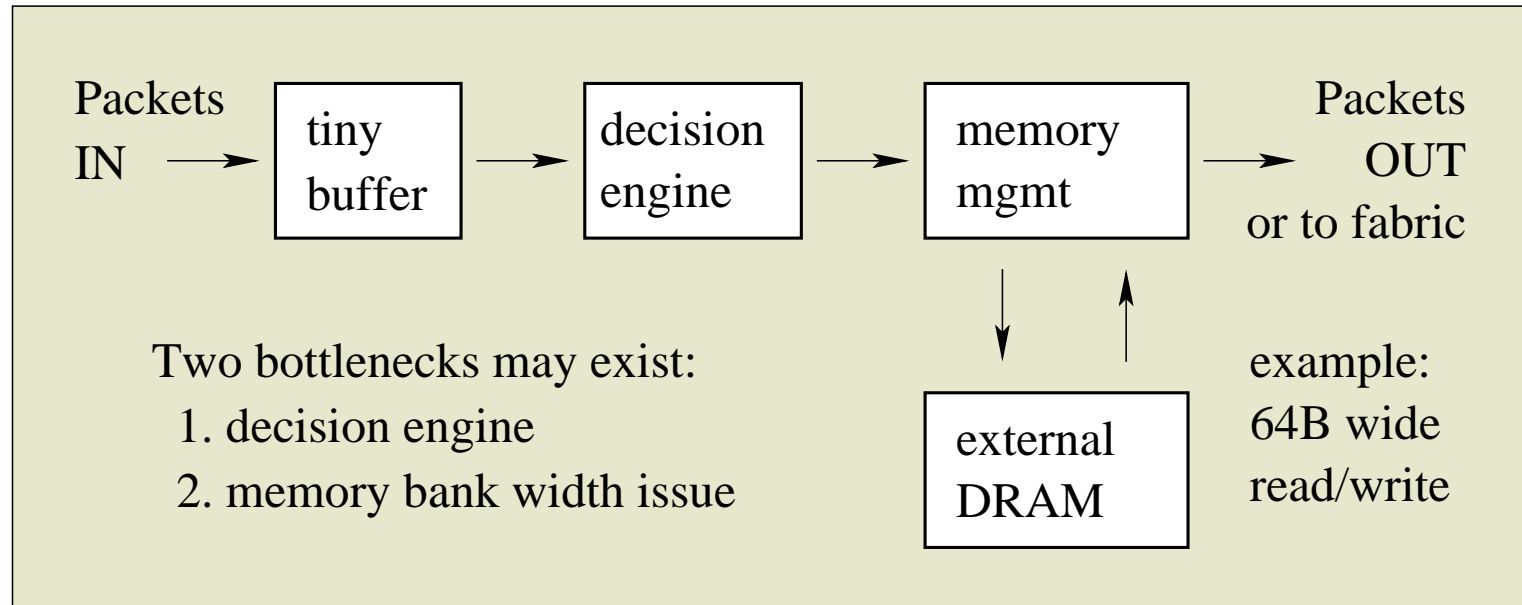 Packets
IN
tiny
buffer
decision
engine
memory
mgmt
Packets
OUT
or to fabric
Two bottlenecks may exist:
1. decision engine
2. memory bank width issue
external
DRAM
example:
64B wide
read/write